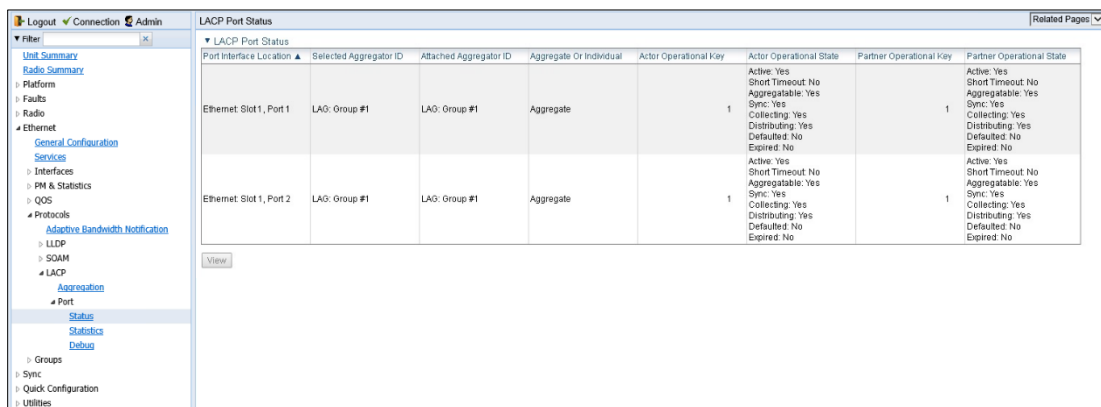 Logout Connection Admin
LACP Port Status
Related Pages
Filter
LACP Port Status
Unit Summary
Radio Summary
Platform
Faults
Radio
Ethernet
General Configuration
Services
Interfaces
PM & Statistics
QOS
Protocols
Adaptive Bandwidth Notification
LLDP
SOAM
LACP
Aggregation
Port
Status
Statistics
Debug
Groups
Sync
Quick Configuration
Utilities
Port Interface Location ▲ Selected Aggregator ID Attached Aggregator ID Aggregate Or Individual Actor Operational Key Actor Operational State Partner Operational Key Partner Operational State
Ethernet: Slot 1, Port 1 LAG: Group #1 LAG: Group #1 Aggregate 1
Active: Yes
Short Timeout: No
Aggregatable: Yes
Sync: Yes
Collecting: Yes
Distributing: Yes
Defaulted: No
Expired: No
1
Active: Yes
Short Timeout: No
Aggregatable: Yes
Sync: Yes
Collecting: Yes
Distributing: Yes
Defaulted: No
Expired: No
Ethernet: Slot 1, Port 2 LAG: Group #1 LAG: Group #1 Aggregate 1
Active: Yes
Short Timeout: No
Aggregatable: Yes
Sync: Yes
Collecting: Yes
Distributing: Yes
Defaulted: No
Expired: No
1
Active: Yes
Short Timeout: No
Aggregatable: Yes
Sync: Yes
Collecting: Yes
Distributing: Yes
Defaulted: No
Expired: No
View